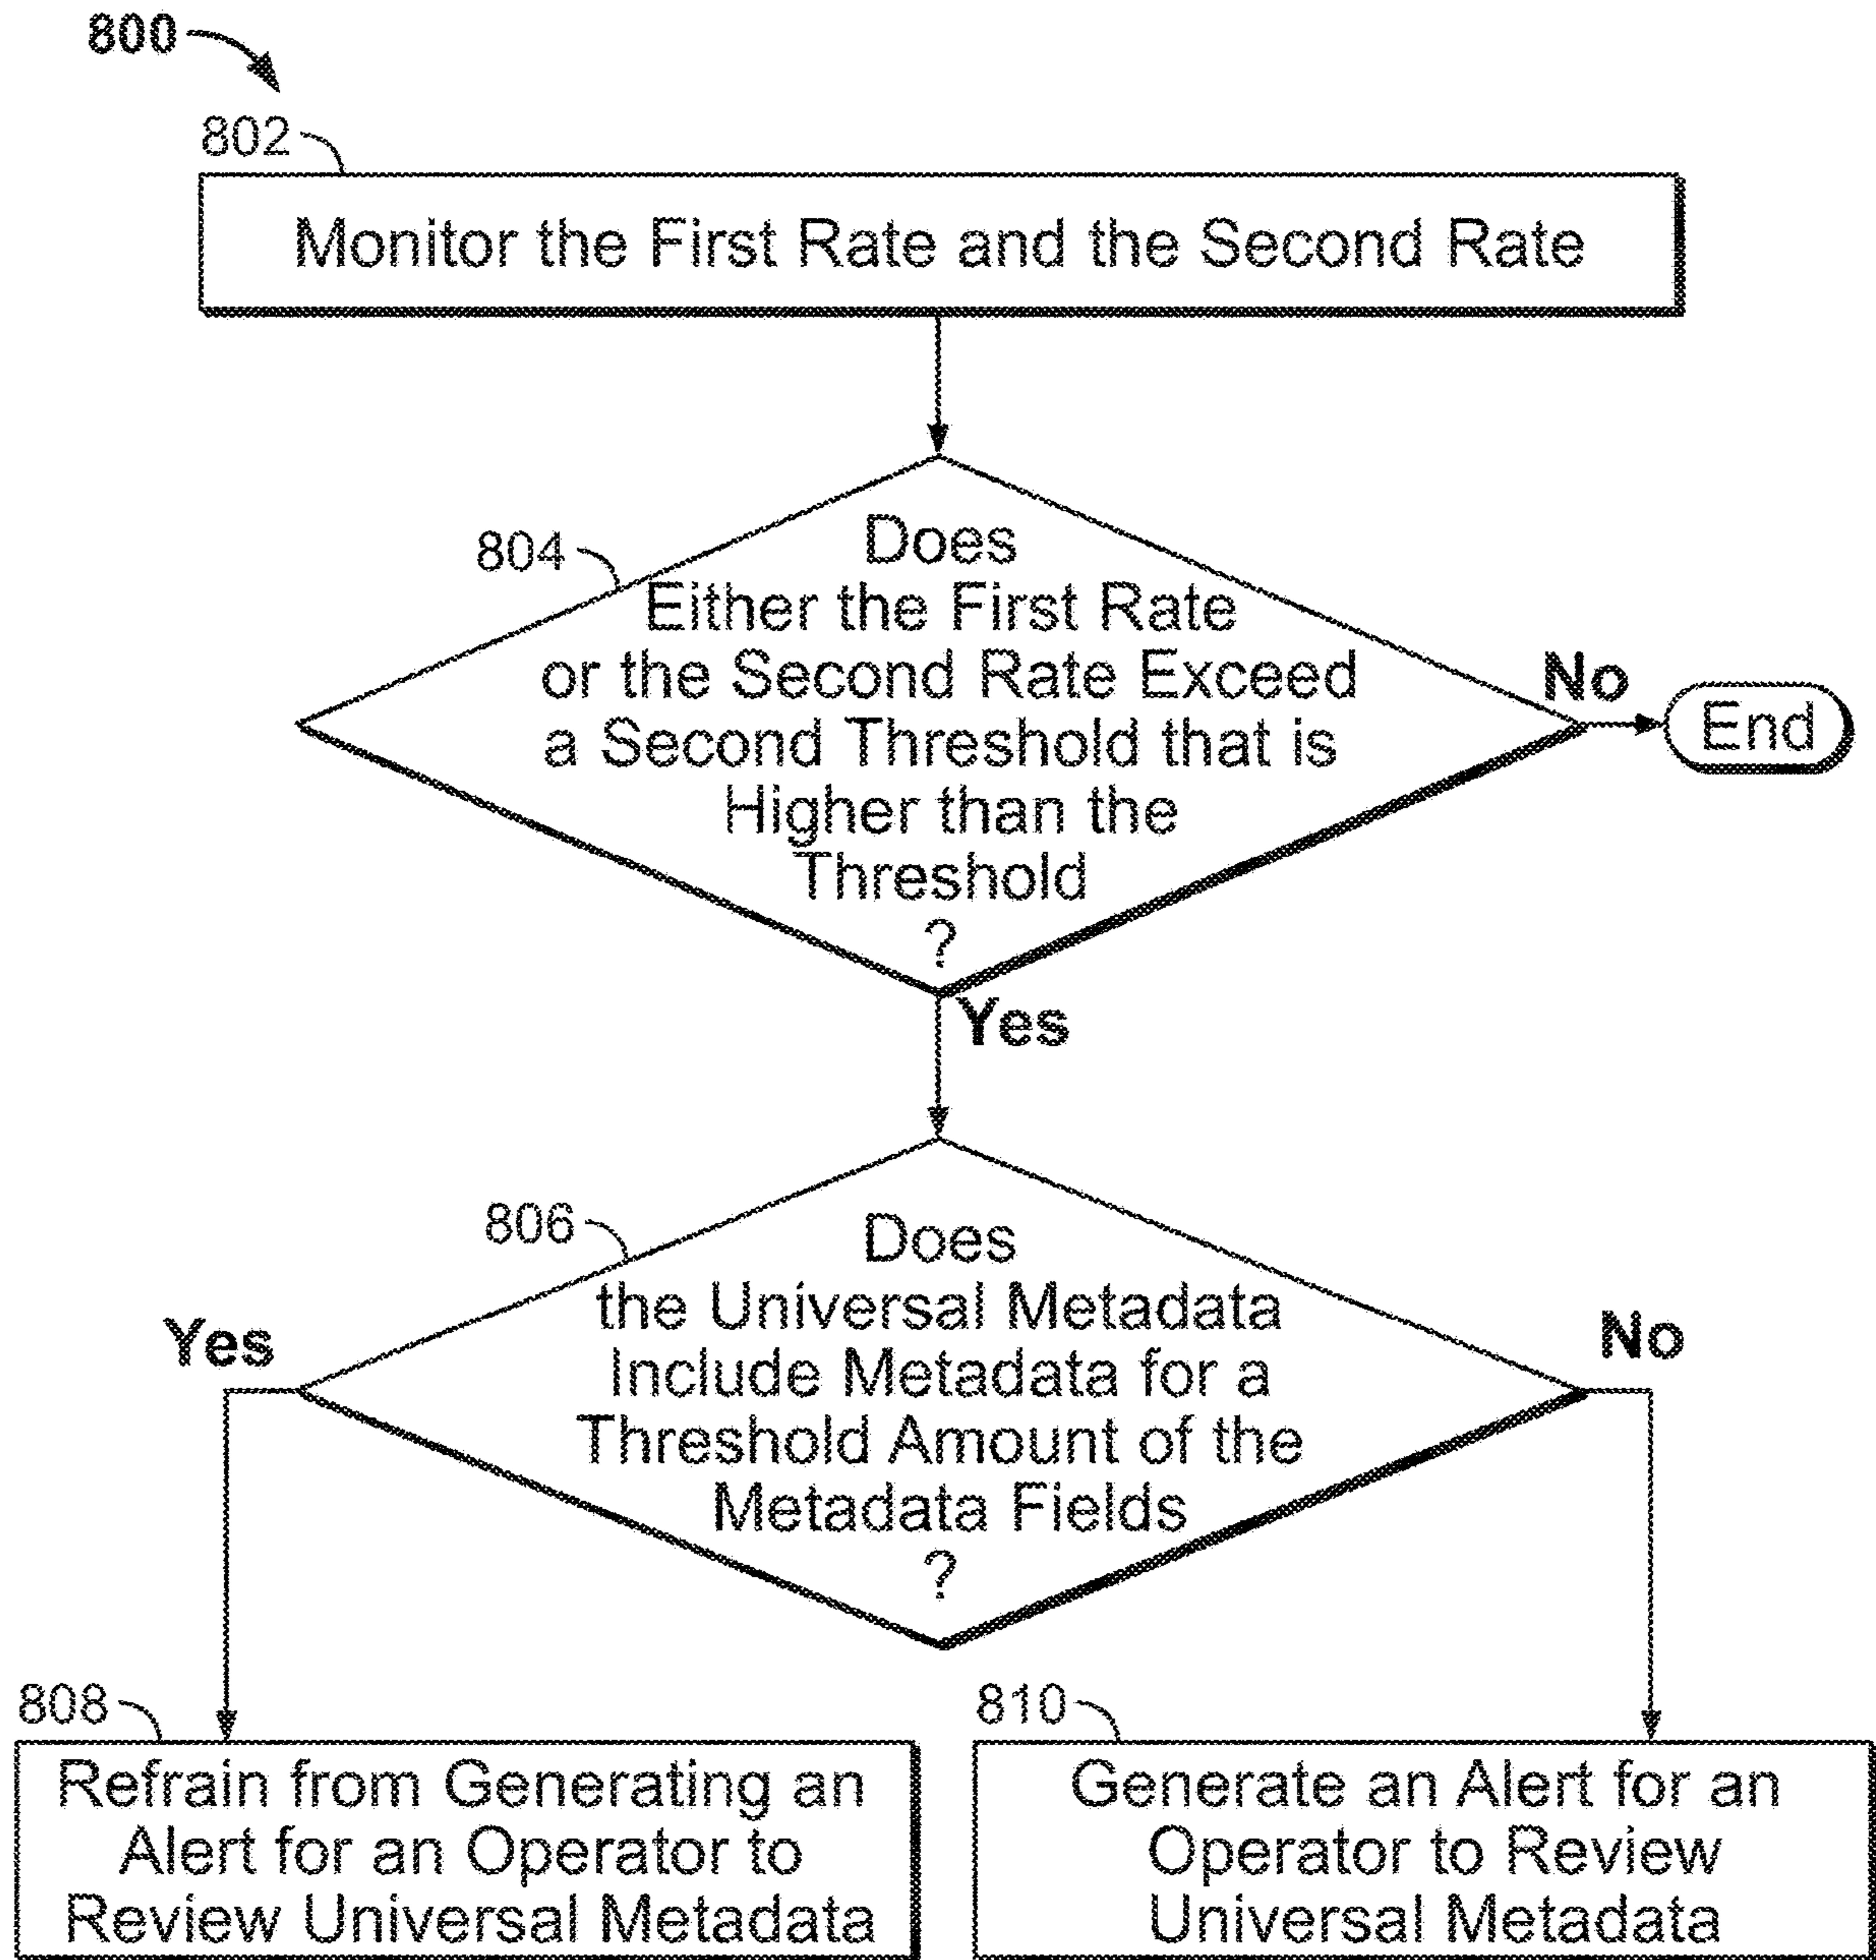 800
802
Monitor the First Rate and the Second Rate
804
Does
Either the First Rate
or the Second Rate Exceed
a Second Threshold that is
Higher than the
Threshold
?
No
End
Yes
806
Does
the Universal Metadata
Include Metadata for a
Threshold Amount of the
Metadata Fields
?
Yes
No
808
Refrain from Generating an
Alert for an Operator to
Review Universal Metadata
810
Generate an Alert for an
Operator to Review
Universal Metadata